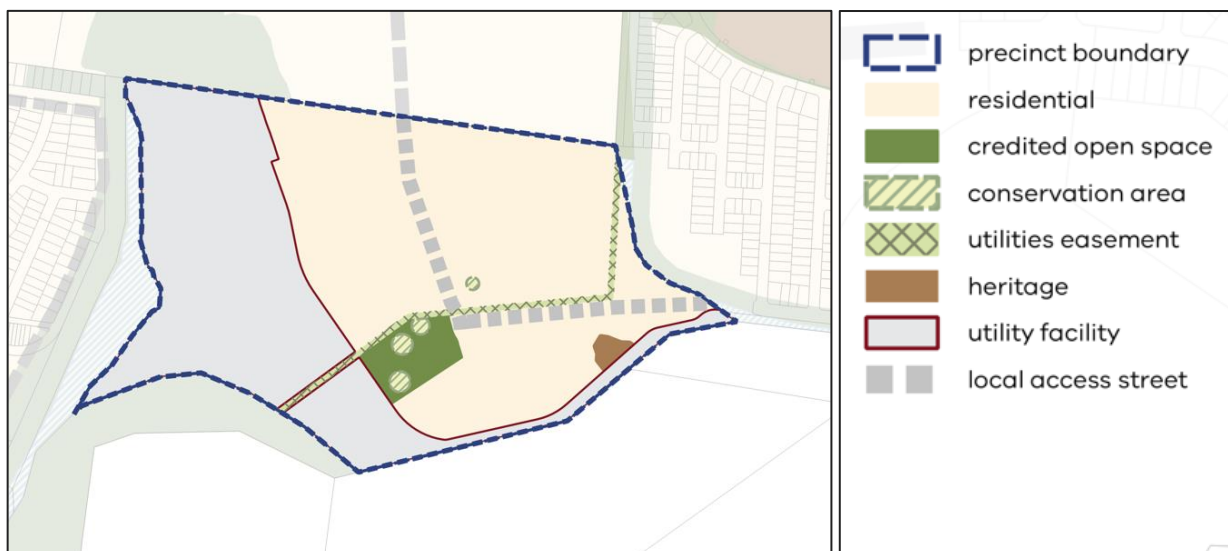 precinct boundary
residential
credited open space
conservation area
utilities easement
heritage
utility facility
local access street